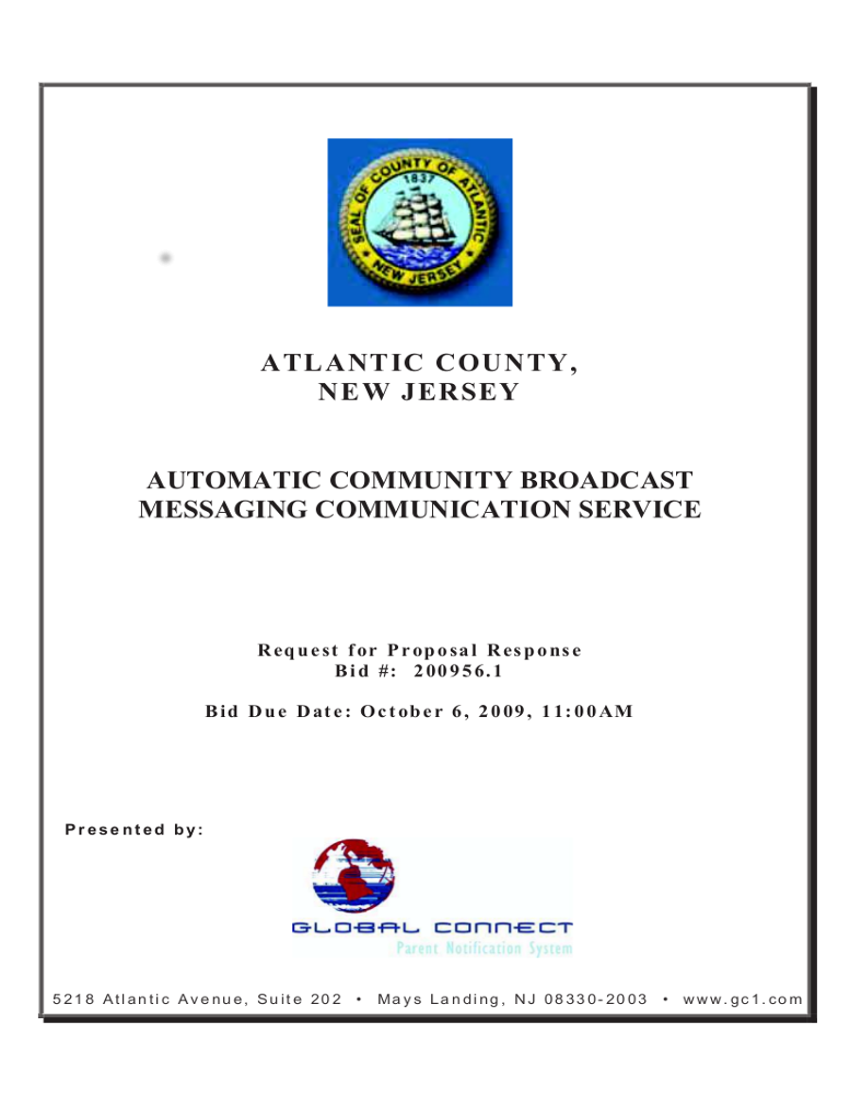 SEAL OF COUNTY OF ATLANTIC
1837
NEW JERSEY
ATLANTIC COUNTY,
NEW JERSEY
AUTOMATIC COMMUNITY BROADCAST
MESSAGING COMMUNICATION SERVICE
Request for Proposal Response
Bid #: 200956.1
Bid Due Date: October 6, 2009, 11:00AM
Presented by:
GLOBAL CONNECT
Parent Notification System
5218 Atlantic Avenue, Suite 202 • Mays Landing, NJ 08330-2003 • www.gc1.com